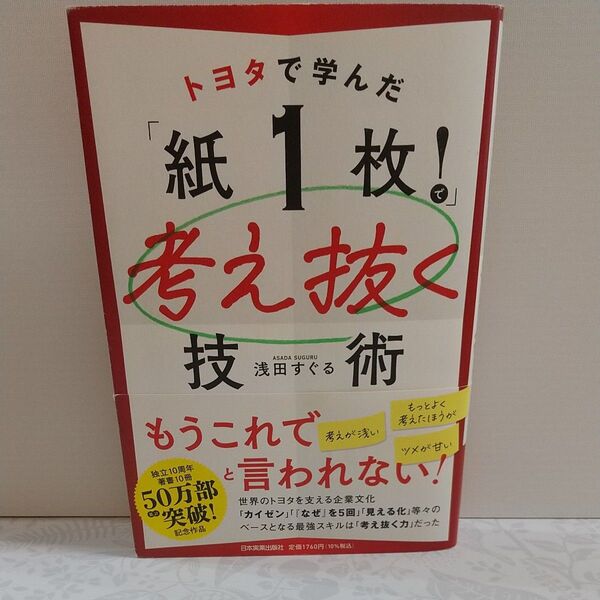 トヨタで学んだ
「紙1枚!」で
考え抜く
技術
ASADA SUGURU
浅田すぐる
もうこれで
考えが浅い
もっとよく
考えたほうが
ツメが甘い
と言われない!
独立10周年
著書10冊
50万部
突破!
記念作品
世界のトヨタを支える企業文化
「カイゼン」「『なぜ』を5回」「見える化」等々の
ベースとなる最強スキルは「考え抜く力」だった
日本実業出版社 定価1760円(10%税込)